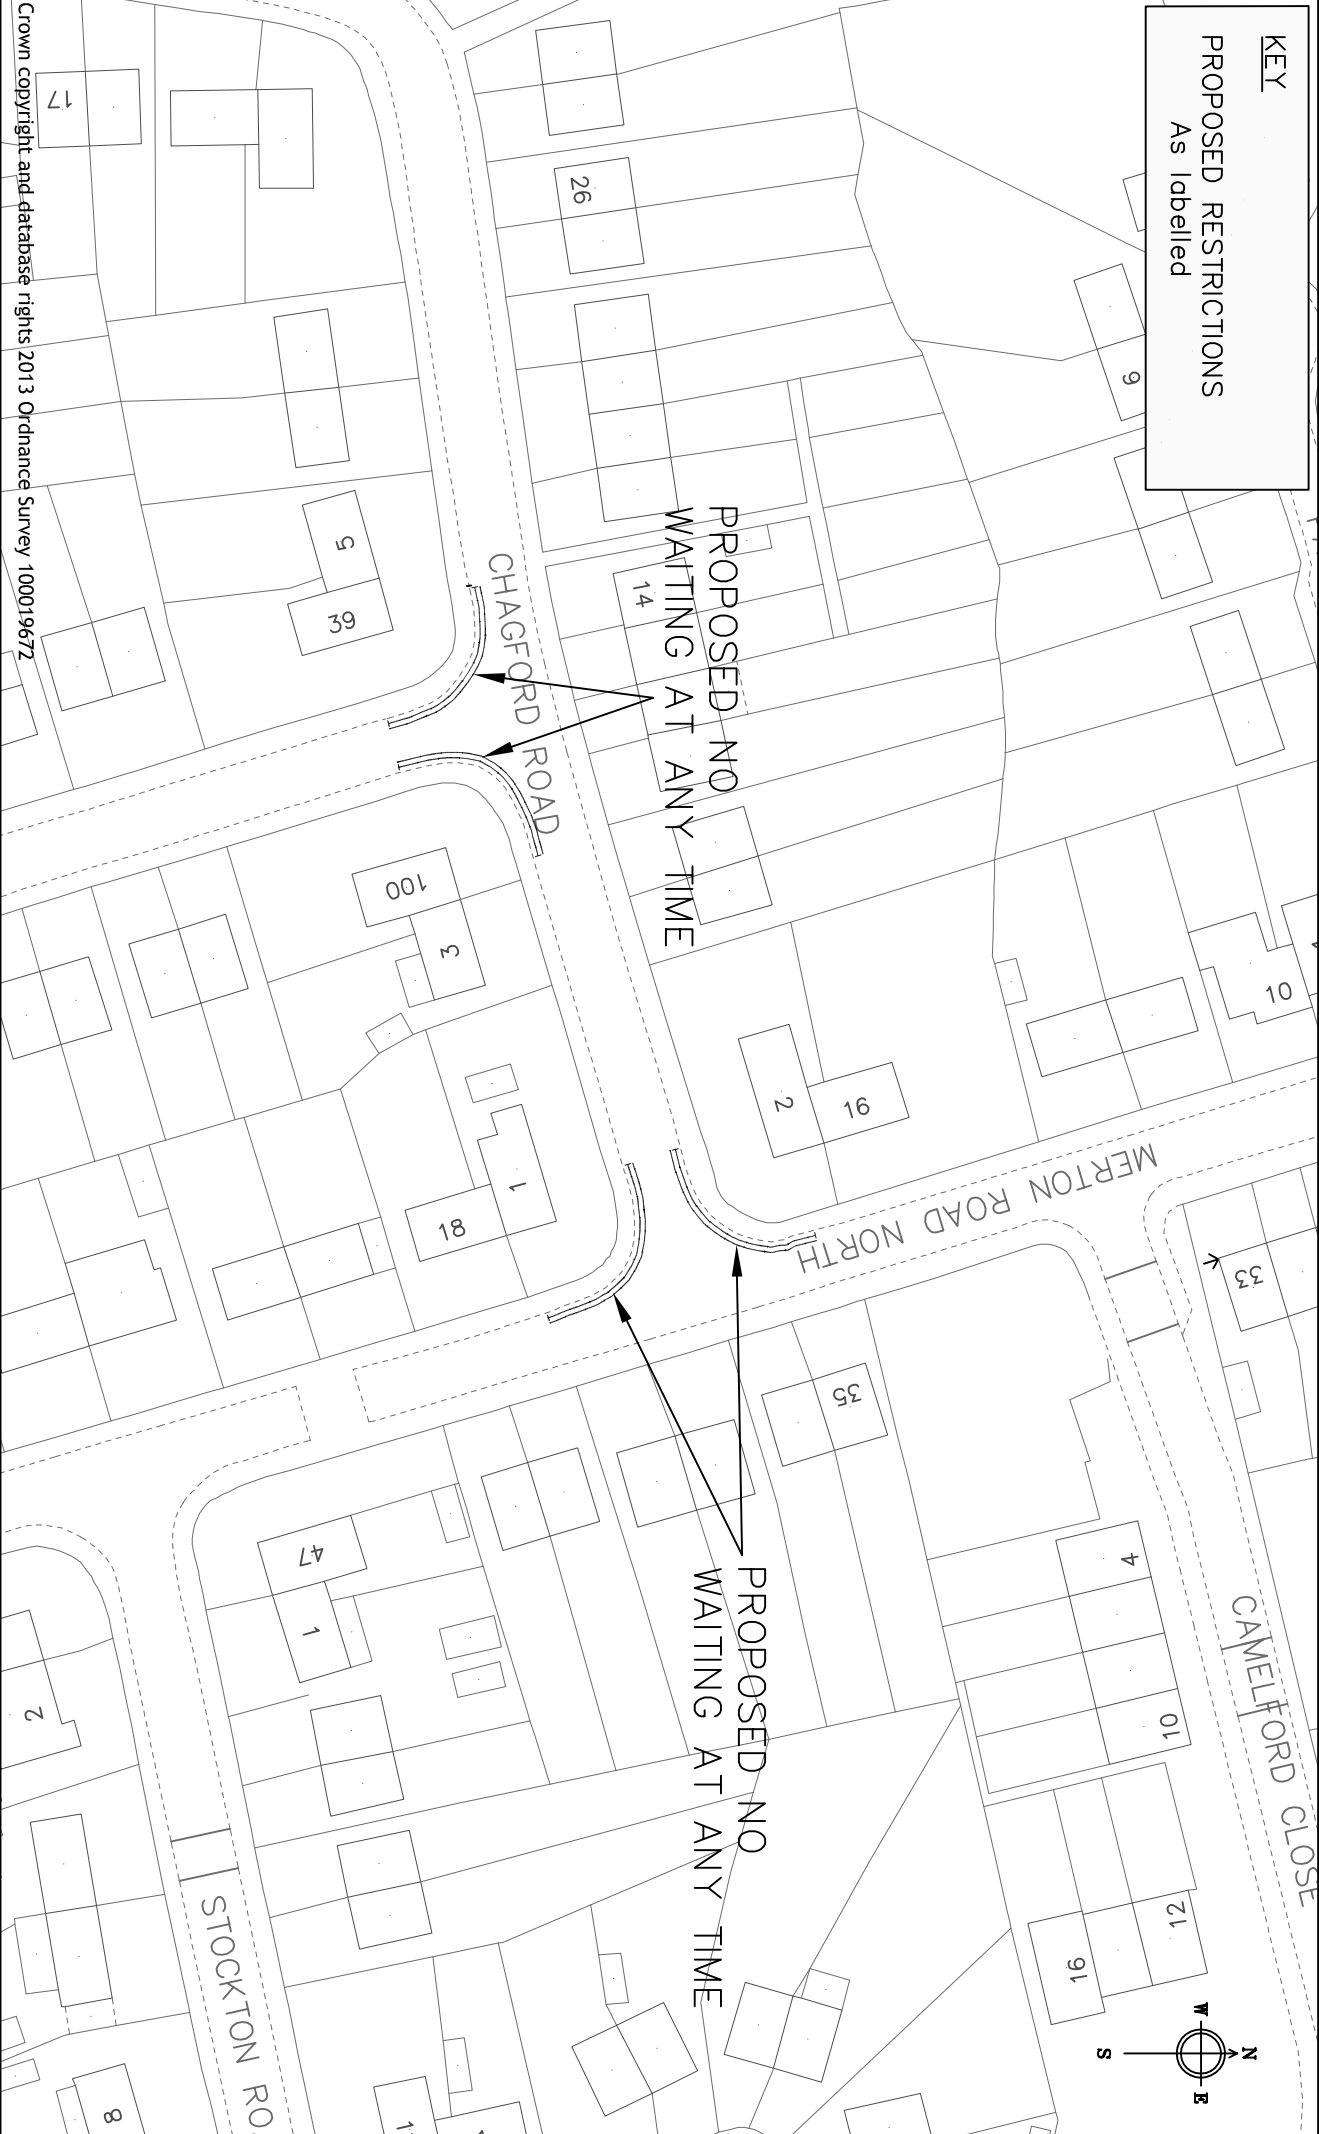 KEY
PROPOSED RESTRICTIONS
As labelled
PROPOSED NO
WAITING AT ANY TIME
PROPOSED NO
WAITING AT ANY TIME
CHAGFORD ROAD
MERTON ROAD NORTH
CAMELFORD CLOSE
STOCKTON RO
N
W
E
S
9
10
33
4
10
12
16
2
16
35
14
26
17
5
39
100
3
1
18
47
1
2
8
Crown copyright and database rights 2013 Ordnance Survey 100019672